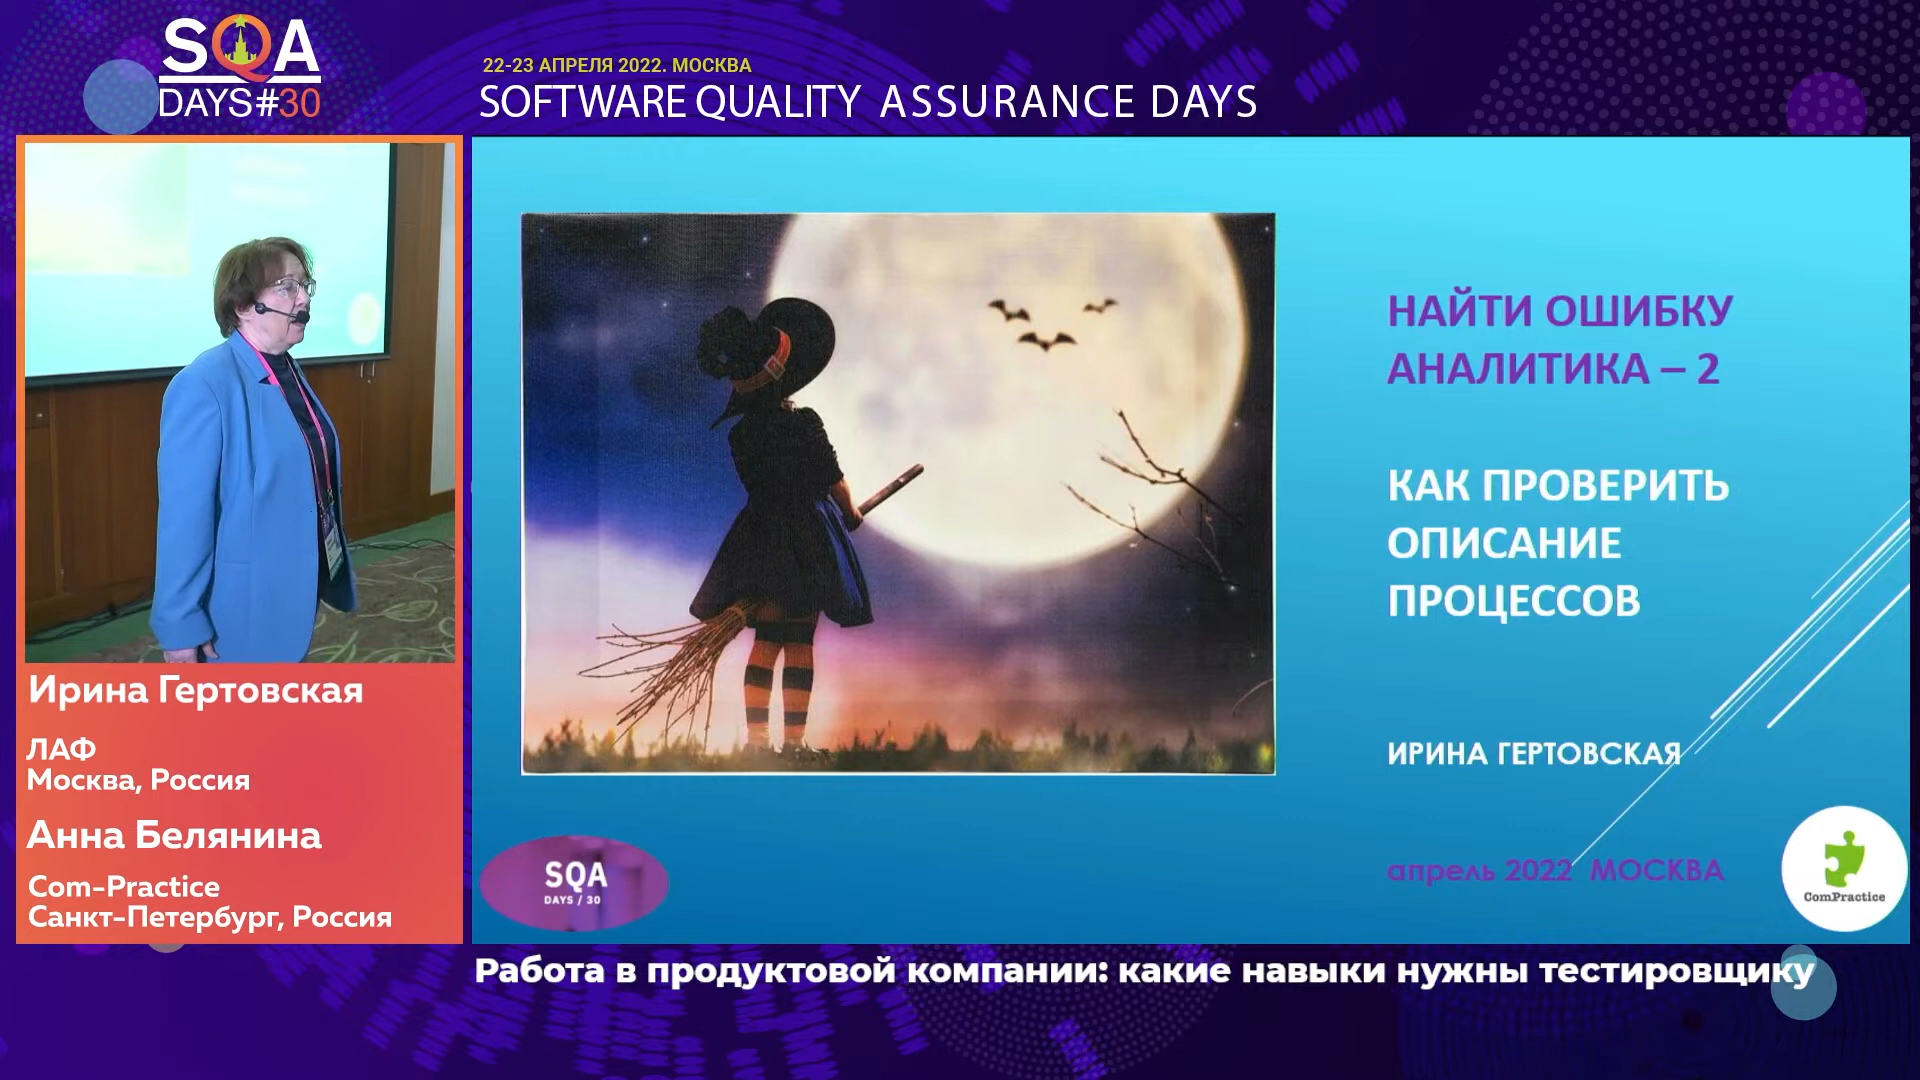 SQA
DAYS#30
22-23 АПРЕЛЯ 2022. МОСКВА
SOFTWARE QUALITY ASSURANCE DAYS
НАЙТИ ОШИБКУ
АНАЛИТИКА – 2
КАК ПРОВЕРИТЬ
ОПИСАНИЕ
ПРОЦЕССОВ
ИРИНА ГЕРТОВСКАЯ
апрель 2022 МОСКВА
SQA
DAYS / 30
ComPractice
Ирина Гертовская
ЛАФ
Москва, Россия
Анна Белянина
Com-Practice
Санкт-Петербург, Россия
Работа в продуктовой компании: какие навыки нужны тестировщику